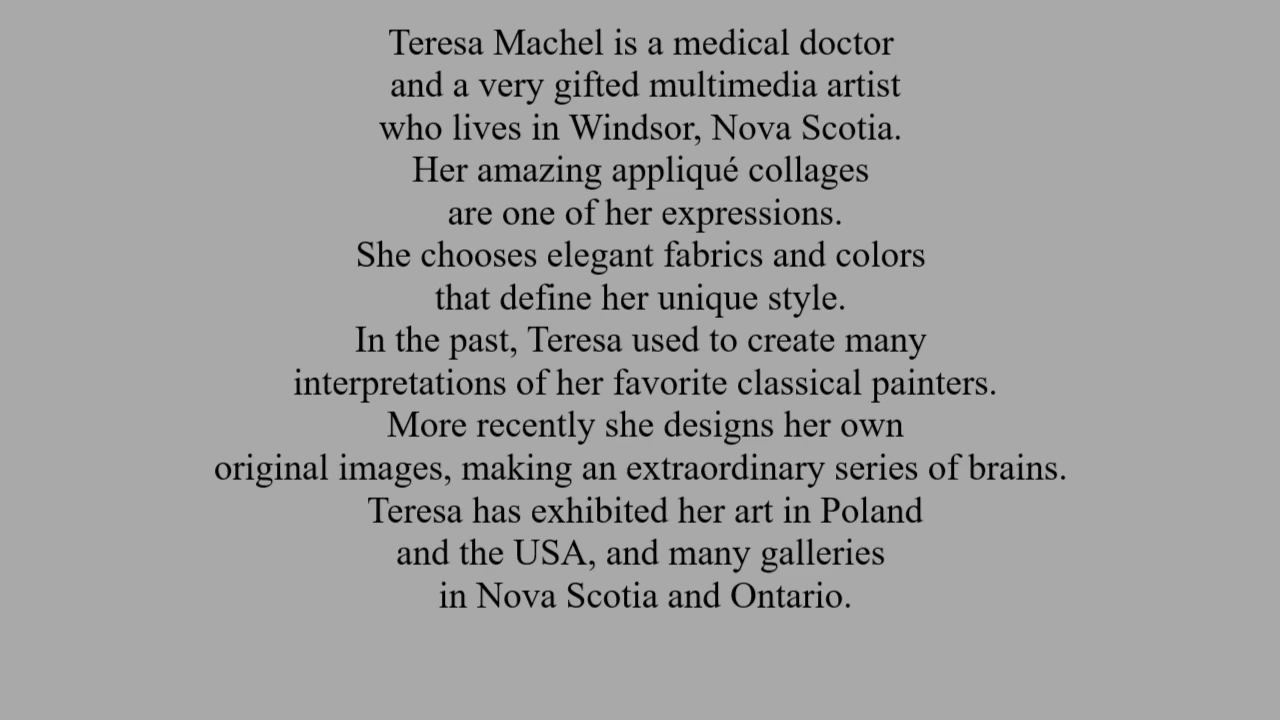 Teresa Machel is a medical doctor
and a very gifted multimedia artist
who lives in Windsor, Nova Scotia.
Her amazing appliqué collages
are one of her expressions.
She chooses elegant fabrics and colors
that define her unique style.
In the past, Teresa used to create many
interpretations of her favorite classical painters.
More recently she designs her own
original images, making an extraordinary series of brains.
Teresa has exhibited her art in Poland
and the USA, and many galleries
in Nova Scotia and Ontario.